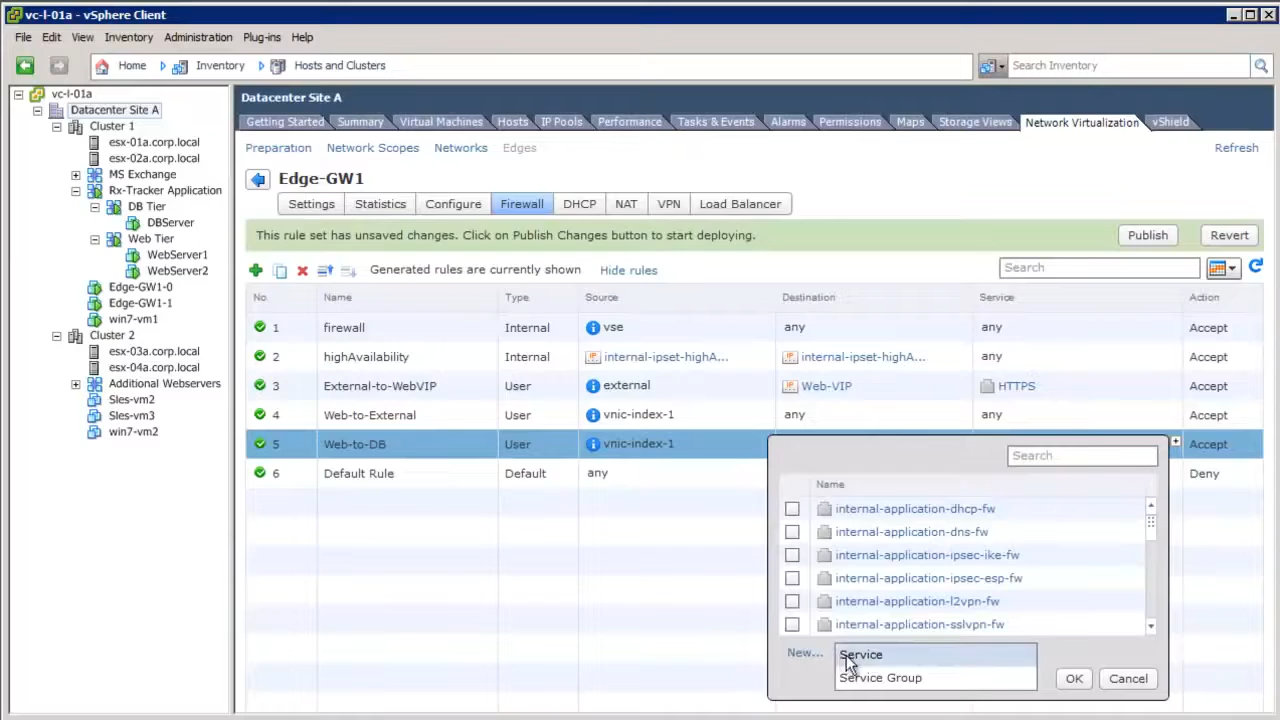 vc-l-01a - vSphere Client
File Edit View Inventory Administration Plug-ins Help
Home Inventory Hosts and Clusters Search Inventory
vc-l-01a
Datacenter Site A
Cluster 1
esx-01a.corp.local
esx-02a.corp.local
MS Exchange
Rx-Tracker Application
DB Tier
DBServer
Web Tier
WebServer1
WebServer2
Edge-GW1-0
Edge-GW1-1
win7-vm1
Cluster 2
esx-03a.corp.local
esx-04a.corp.local
Additional Webservers
Sles-vm2
Sles-vm3
win7-vm2
Datacenter Site A
Getting Started Summary Virtual Machines Hosts IP Pools Performance Tasks & Events Alarms Permissions Maps Storage Views Network Virtualization vShield
Preparation Network Scopes Networks Edges Refresh
Edge-GW1
Settings Statistics Configure Firewall DHCP NAT VPN Load Balancer
This rule set has unsaved changes. Click on Publish Changes button to start deploying. Publish Revert
Generated rules are currently shown Hide rules Search
No. Name Type Source Destination Service Action
1 firewall Internal vse any any Accept
2 highAvailability Internal internal-ipset-highA... internal-ipset-highA... any Accept
3 External-to-WebVIP User external Web-VIP HTTPS Accept
4 Web-to-External User vnic-index-1 any any Accept
5 Web-to-DB User vnic-index-1 Accept
6 Default Rule Default any Deny
Search
Name
internal-application-dhcp-fw
internal-application-dns-fw
internal-application-ipsec-ike-fw
internal-application-ipsec-esp-fw
internal-application-l2vpn-fw
internal-application-sslvpn-fw
New... Service
Service Group OK Cancel